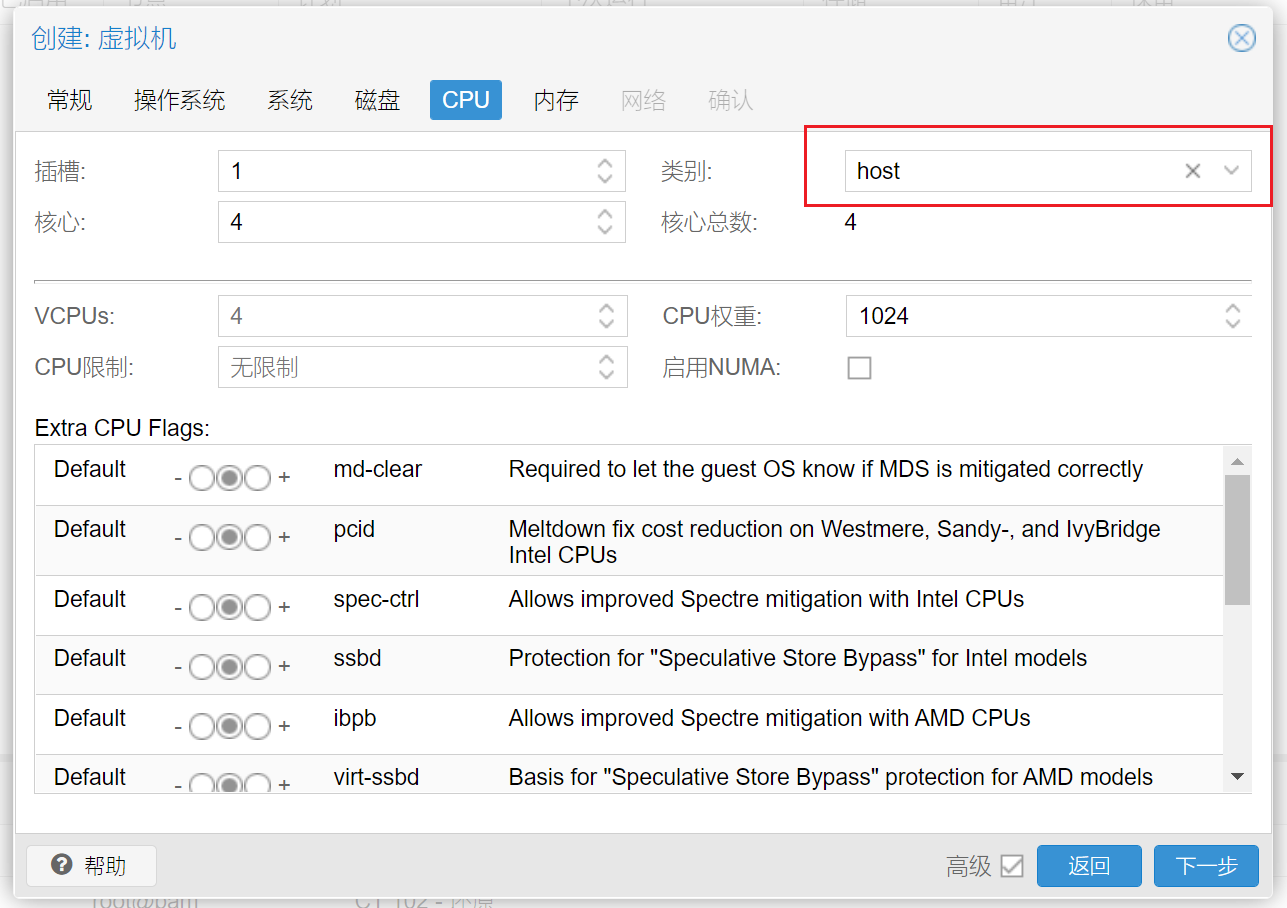 创建: 虚拟机
常规 操作系统 系统 磁盘 CPU 内存 网络 确认
插槽: 1 类别: host
核心: 4 核心总数: 4
VCPUs: 4 CPU权重: 1024
CPU限制: 无限制 启用NUMA:
Extra CPU Flags:
Default - + md-clear Required to let the guest OS know if MDS is mitigated correctly
Default - + pcid Meltdown fix cost reduction on Westmere, Sandy-, and IvyBridge
Intel CPUs
Default - + spec-ctrl Allows improved Spectre mitigation with Intel CPUs
Default - + ssbd Protection for "Speculative Store Bypass" for Intel models
Default - + ibpb Allows improved Spectre mitigation with AMD CPUs
Default - + virt-ssbd Basis for "Speculative Store Bypass" protection for AMD models
? 帮助 高级 返回 下一步
root@pam CT 102 - 还原